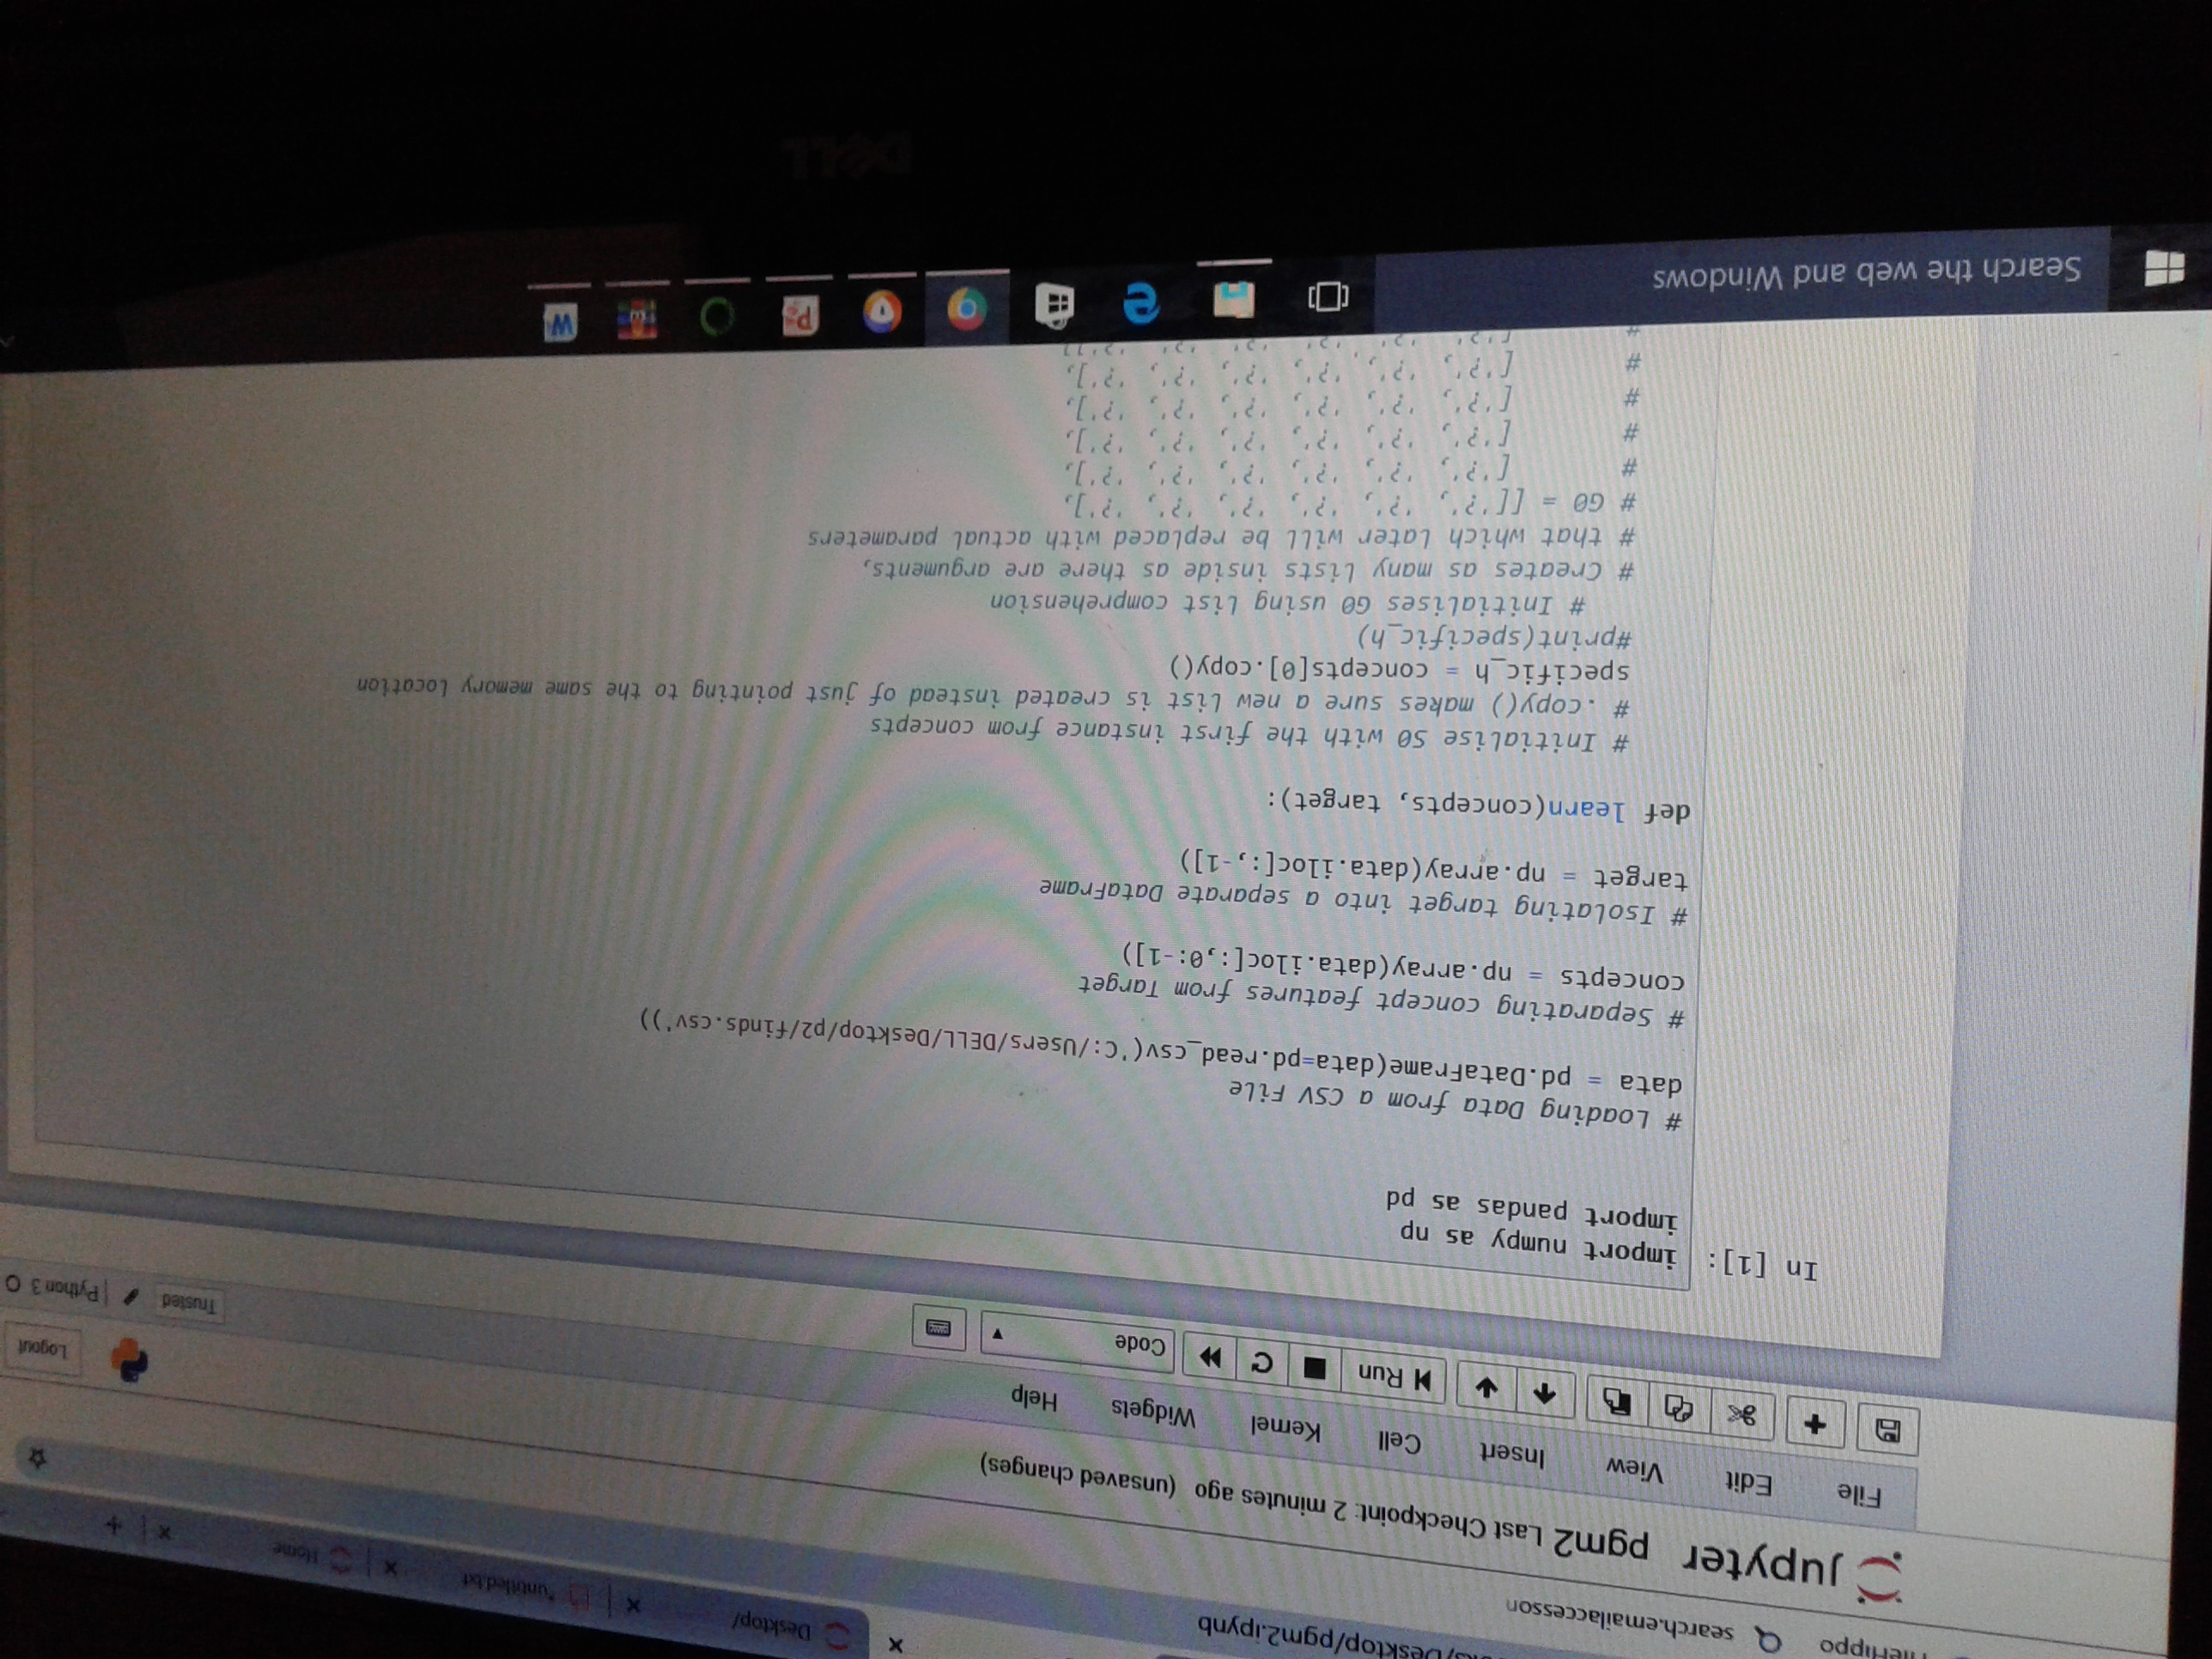 FileHippo search.emailaccesson
/Desktop/pgm2.ipynb
Desktop/
*untitled.txt
Home
jupyter pgm2 Last Checkpoint: 2 minutes ago (unsaved changes)
Logout
File Edit View Insert Cell Kernel Widgets Help
Trusted Python 3
Run Code
In [1]: import numpy as np
import pandas as pd
# Loading Data from a CSV File
data = pd.DataFrame(data=pd.read_csv('C:/Users/DELL/Desktop/p2/finds.csv'))
# Separating concept features from Target
concepts = np.array(data.iloc[:,0:-1])
# Isolating target into a separate DataFrame
target = np.array(data.iloc[:,-1])
def learn(concepts, target):
# Initialise S0 with the first instance from concepts
# .copy() makes sure a new list is created instead of just pointing to the same memory location
specific_h = concepts[0].copy()
#print(specific_h)
# Initialises G0 using list comprehension
# Creates as many lists inside as there are arguments,
# that which later will be replaced with actual parameters
# G0 = [['?', '?', '?', '?', '?', '?'],
# ['?', '?', '?', '?', '?', '?'],
# ['?', '?', '?', '?', '?', '?'],
# ['?', '?', '?', '?', '?', '?'],
# ['?', '?', '?', '?', '?', '?'],
# ['?', '?', '?', '?', '?', '?']]
Search the web and Windows
DELL